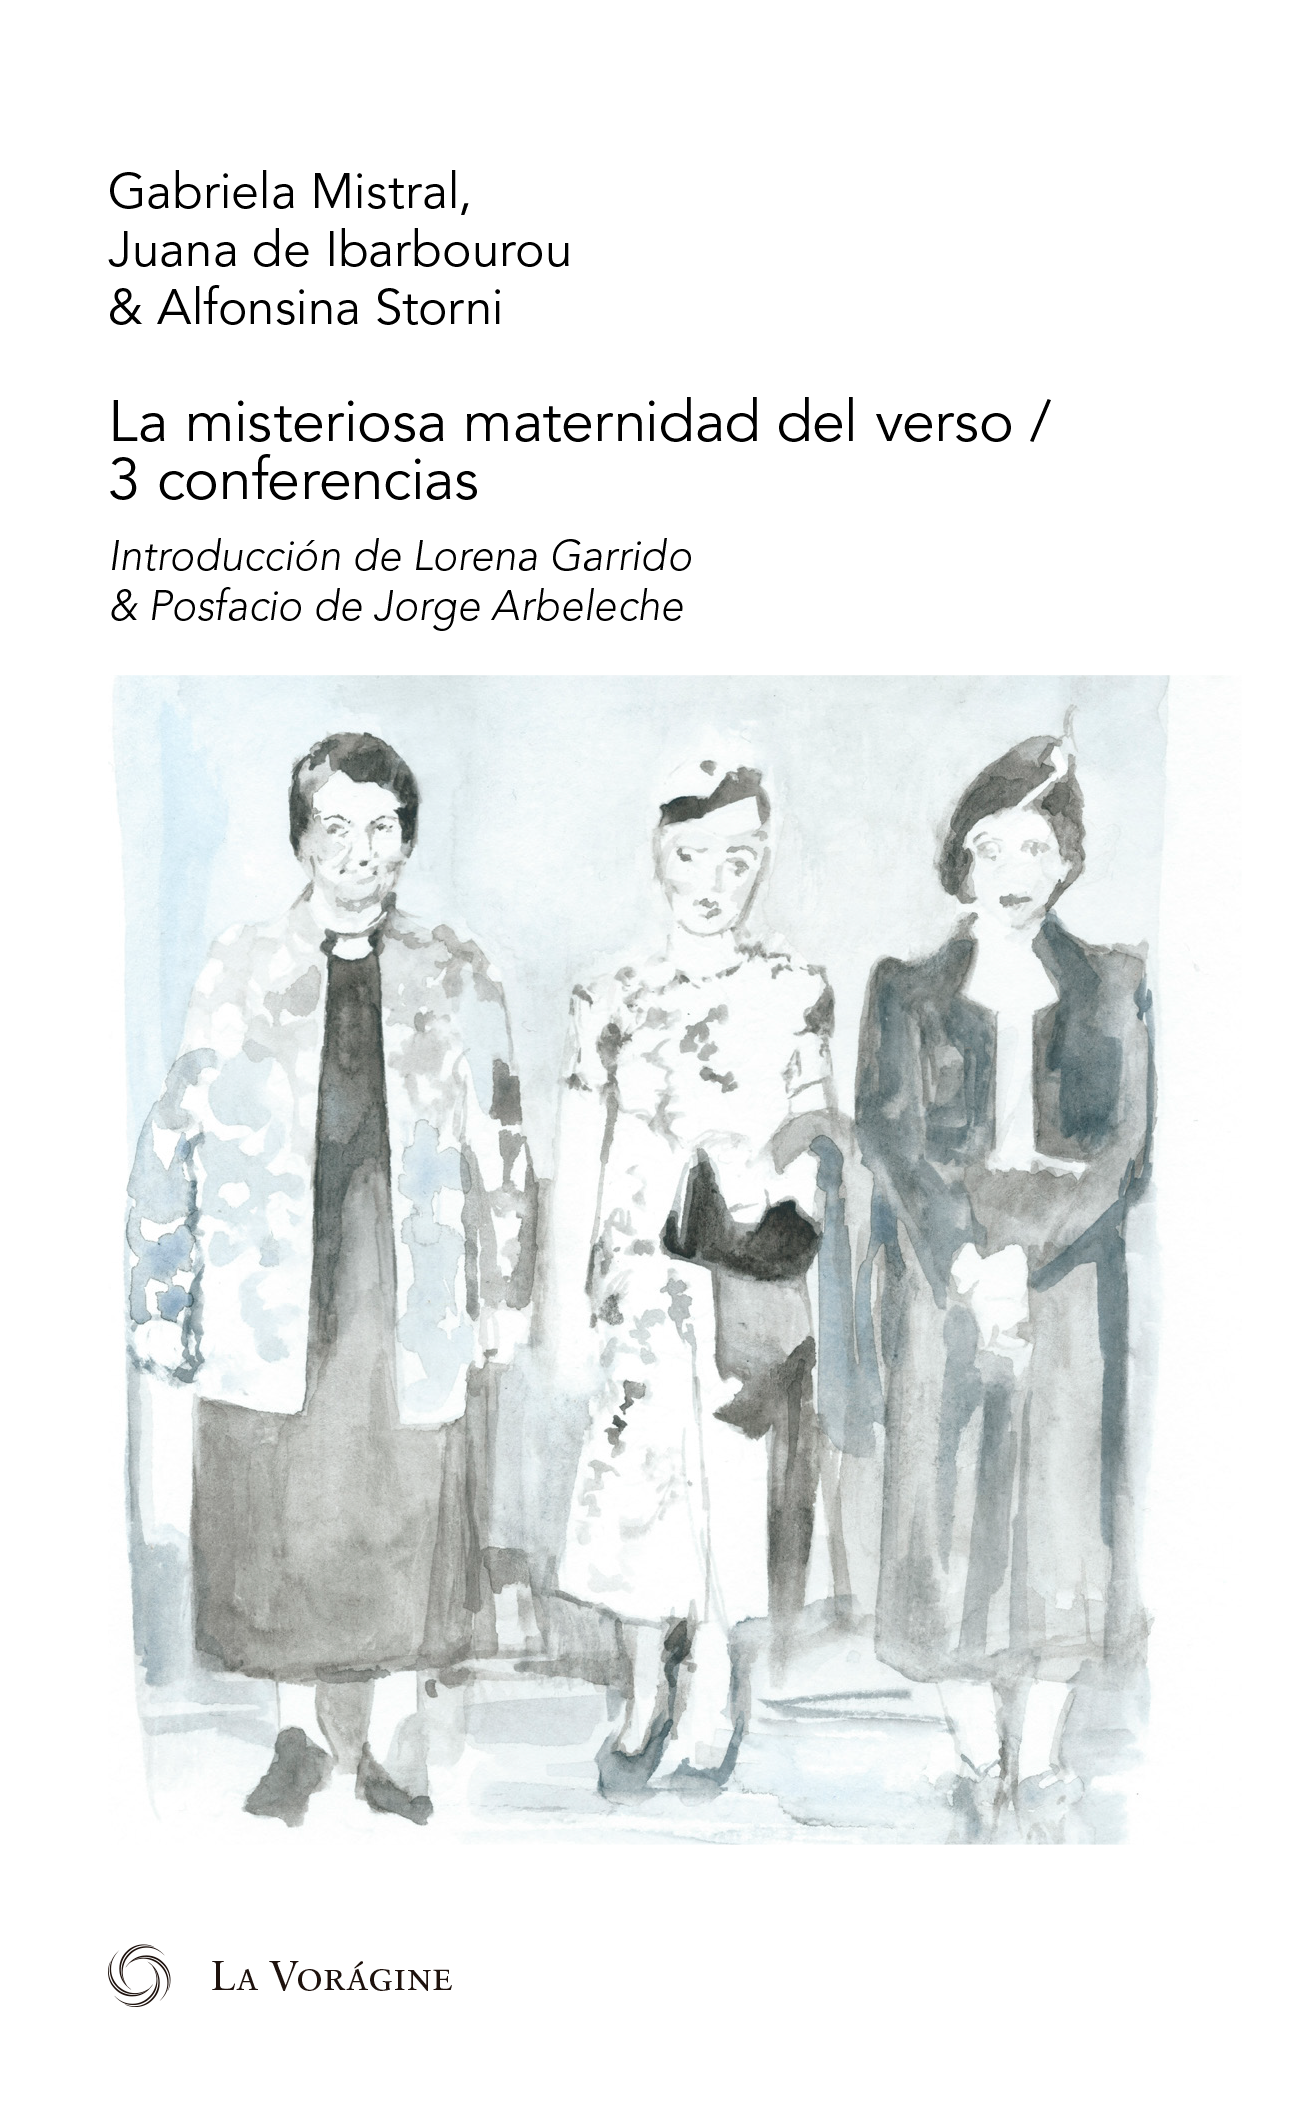 Gabriela Mistral,
Juana de Ibarbourou
& Alfonsina Storni
La misteriosa maternidad del verso /
3 conferencias
Introducción de Lorena Garrido
& Posfacio de Jorge Arbeleche
La Vorágine